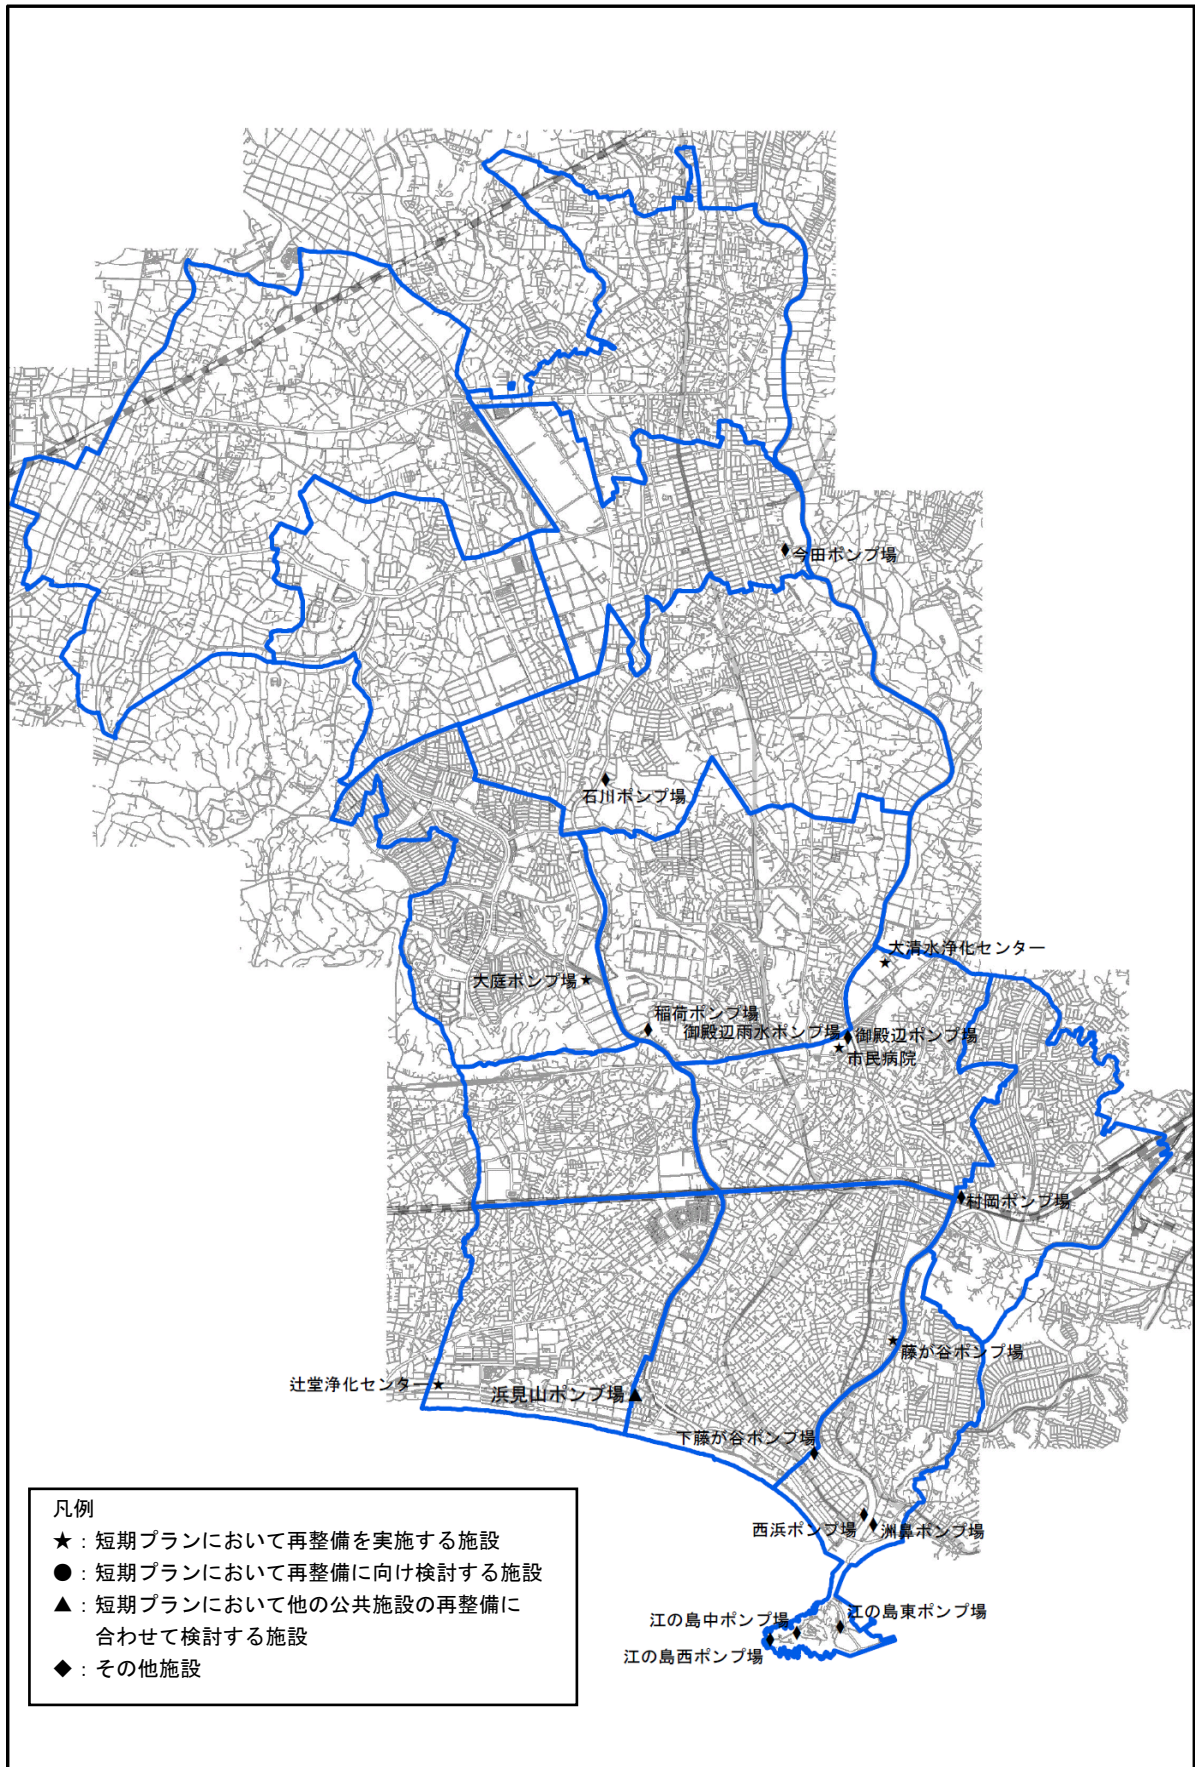 ◆今田ポンプ場
◆
石川ポンプ場
大清水浄化センター
★
大庭ポンプ場★
稲荷ポンプ場
◆
御殿辺雨水ポンプ場
◆御殿辺ポンプ場
★
市民病院
◆村岡ポンプ場
★
藤が谷ポンプ場
辻堂浄化センター★
浜見山ポンプ場▲
下藤が谷ポンプ場
◆
西浜ポンプ場◆
◆洲鼻ポンプ場
江の島中ポンプ場◆
◆江の島東ポンプ場
江の島西ポンプ場◆
凡例
★：短期プランにおいて再整備を実施する施設
●：短期プランにおいて再整備に向け検討する施設
▲：短期プランにおいて他の公共施設の再整備に
合わせて検討する施設
◆：その他施設